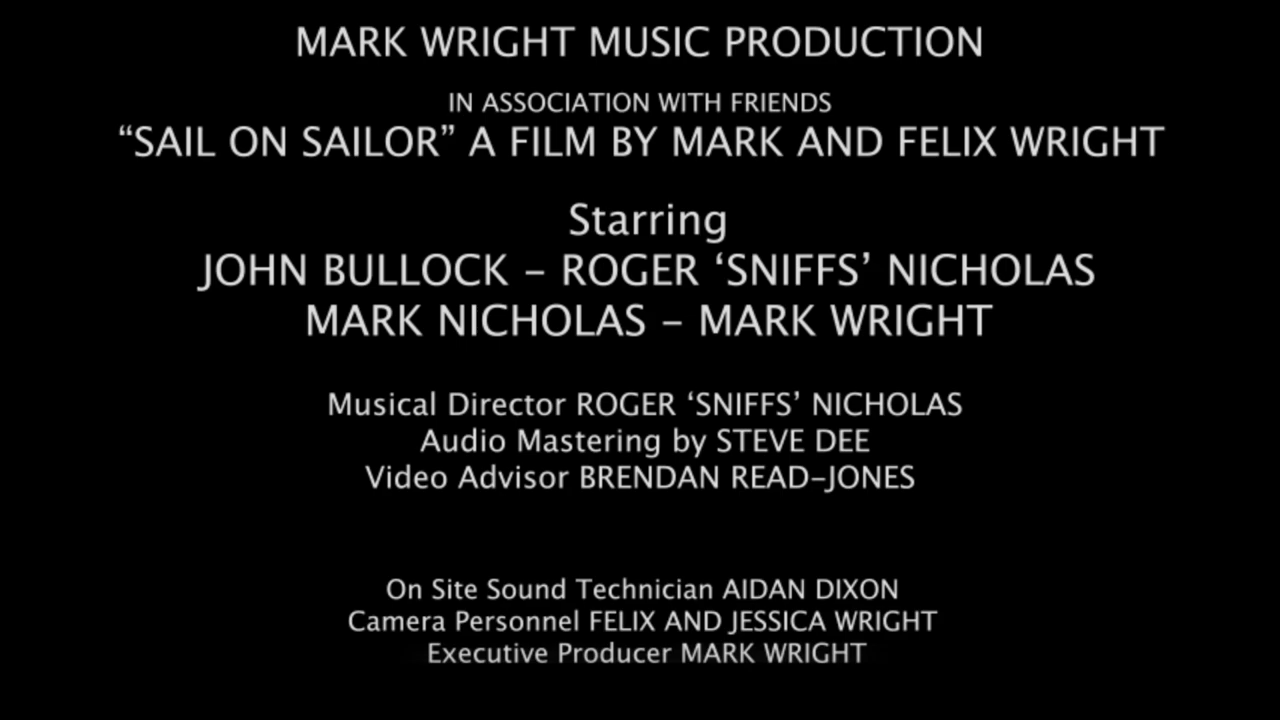 MARK WRIGHT MUSIC PRODUCTION
IN ASSOCIATION WITH FRIENDS
“SAIL ON SAILOR” A FILM BY MARK AND FELIX WRIGHT
Starring
JOHN BULLOCK – ROGER ‘SNIFFS’ NICHOLAS
MARK NICHOLAS – MARK WRIGHT
Musical Director ROGER ‘SNIFFS’ NICHOLAS
Audio Mastering by STEVE DEE
Video Advisor BRENDAN READ–JONES
On Site Sound Technician AIDAN DIXON
Camera Personnel FELIX AND JESSICA WRIGHT
Executive Producer MARK WRIGHT